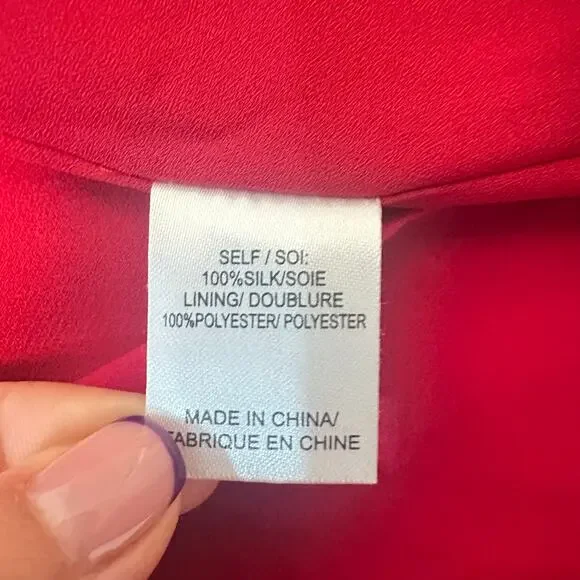 SELF / SOI:
100%SILK/SOIE
LINING/ DOUBLURE
100%POLYESTER/ POLYESTER
MADE IN CHINA/
FABRIQUE EN CHINE